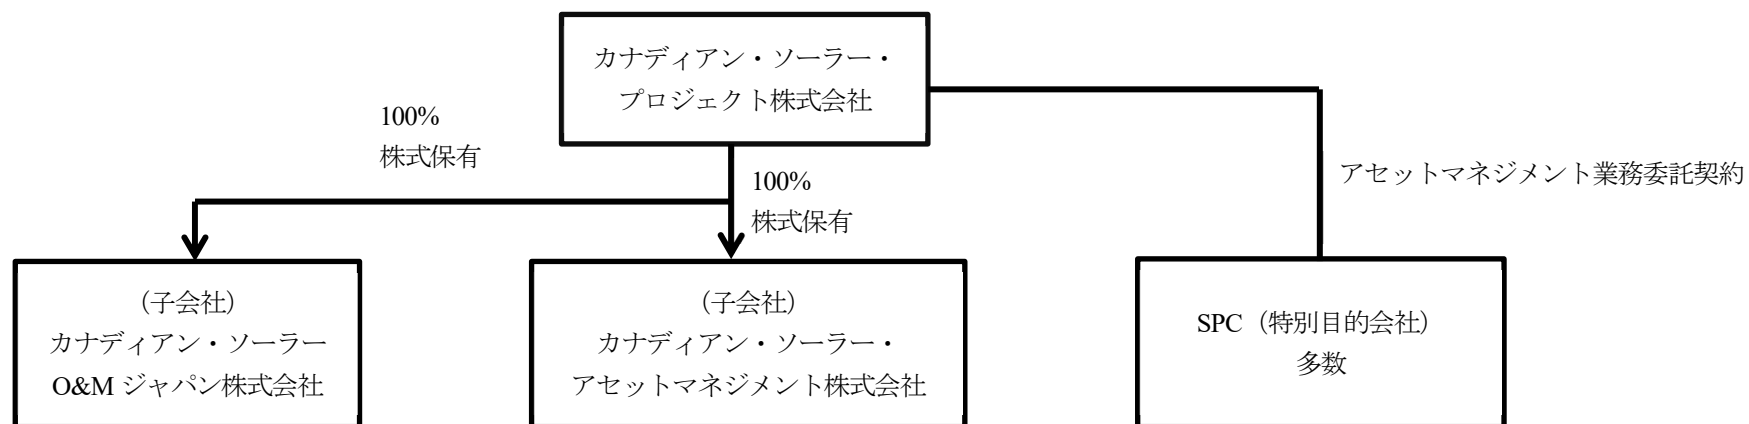 カナディアン・ソーラー・
プロジェクト株式会社
100%
株式保有
100%
株式保有
アセットマネジメント業務委託契約
（子会社）
カナディアン・ソーラー
O&M ジャパン株式会社
（子会社）
カナディアン・ソーラー・
アセットマネジメント株式会社
SPC（特別目的会社）
多数